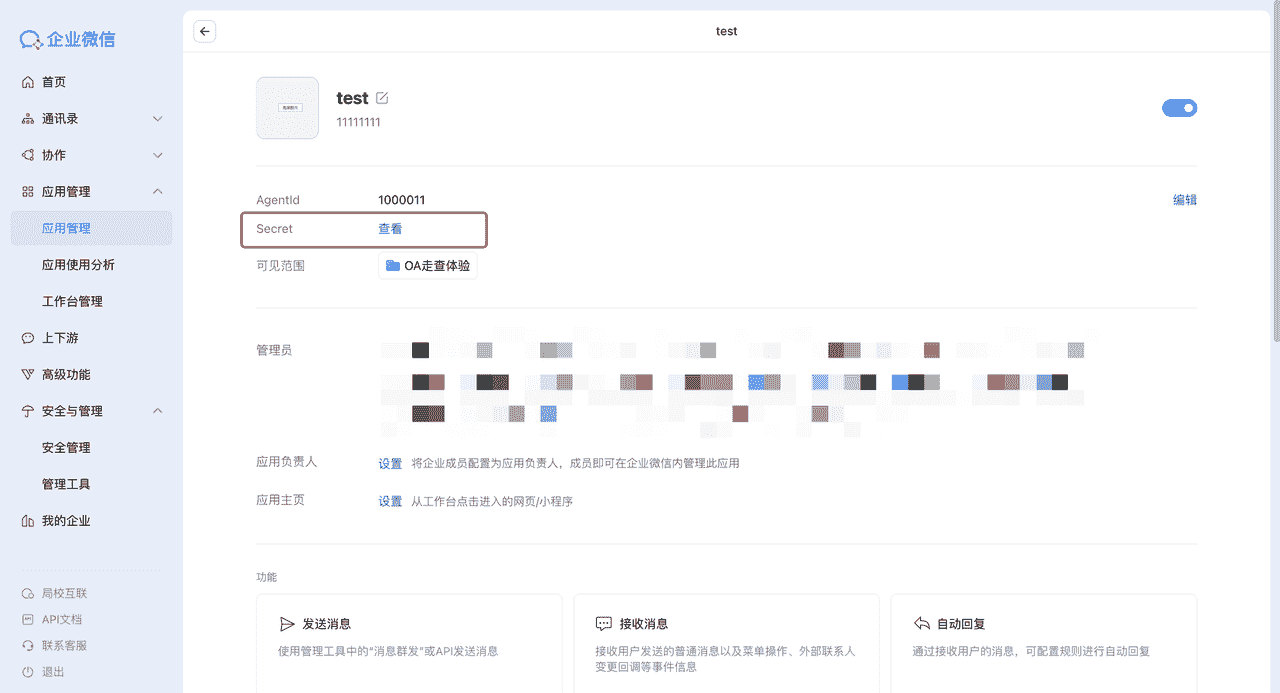 企业微信
首页
通讯录
协作
应用管理
应用管理
应用使用分析
工作台管理
上下游
高级功能
安全与管理
安全管理
管理工具
我的企业
局校互联
API文档
联系客服
退出
test
test
11111111
AgentId 1000011 编辑
Secret 查看
可见范围 OA走查体验
管理员
应用负责人 设置 将企业成员配置为应用负责人，成员即可在企业微信内管理此应用
应用主页 设置 从工作台点击进入的网页/小程序
功能
发送消息
使用管理工具中的“消息群发”或API发送消息
接收消息
接收用户发送的普通消息以及菜单操作、外部联系人
变更回调等事件信息
自动回复
通过接收用户的消息，可配置规则进行自动回复